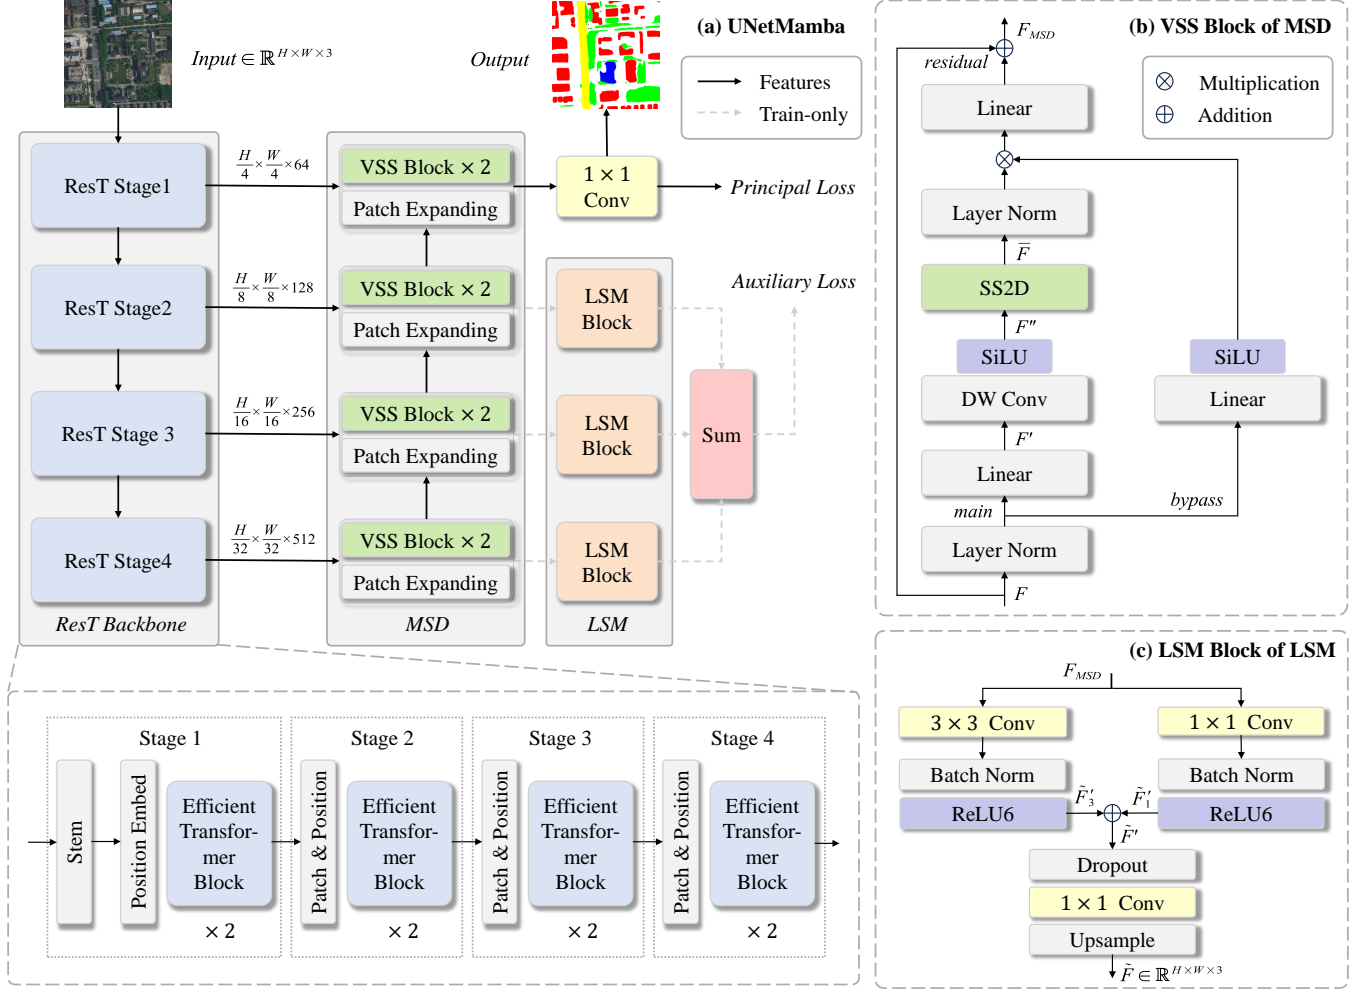 (a) UNetMamba
Input ∈ ℝ^{H×W×3}
Output
Features
Train-only
ResT Stage1
ResT Stage2
ResT Stage 3
ResT Stage4
ResT Backbone
H/4 × W/4 × 64
H/8 × W/8 × 128
H/16 × W/16 × 256
H/32 × W/32 × 512
VSS Block × 2
Patch Expanding
VSS Block × 2
Patch Expanding
VSS Block × 2
Patch Expanding
VSS Block × 2
Patch Expanding
MSD
1 × 1
Conv
Principal Loss
Auxiliary Loss
LSM
Block
LSM
Block
LSM
Block
LSM
Sum
Stage 1
Stem
Position Embed
Efficient
Transfor-
mer
Block
× 2
Stage 2
Patch & Position
Efficient
Transfor-
mer
Block
× 2
Stage 3
Patch & Position
Efficient
Transfor-
mer
Block
× 2
Stage 4
Patch & Position
Efficient
Transfor-
mer
Block
× 2
(b) VSS Block of MSD
Multiplication
Addition
F_{MSD}
residual
Linear
Layer Norm
F̅
SS2D
F″
SiLU
DW Conv
F′
Linear
main
Layer Norm
F
SiLU
Linear
bypass
(c) LSM Block of LSM
F_{MSD}
3 × 3 Conv
1 × 1 Conv
Batch Norm
Batch Norm
ReLU6
F̃′₃
F̃′₁
ReLU6
F̃′
Dropout
1 × 1 Conv
Upsample
F̃ ∈ ℝ^{H×W×3}